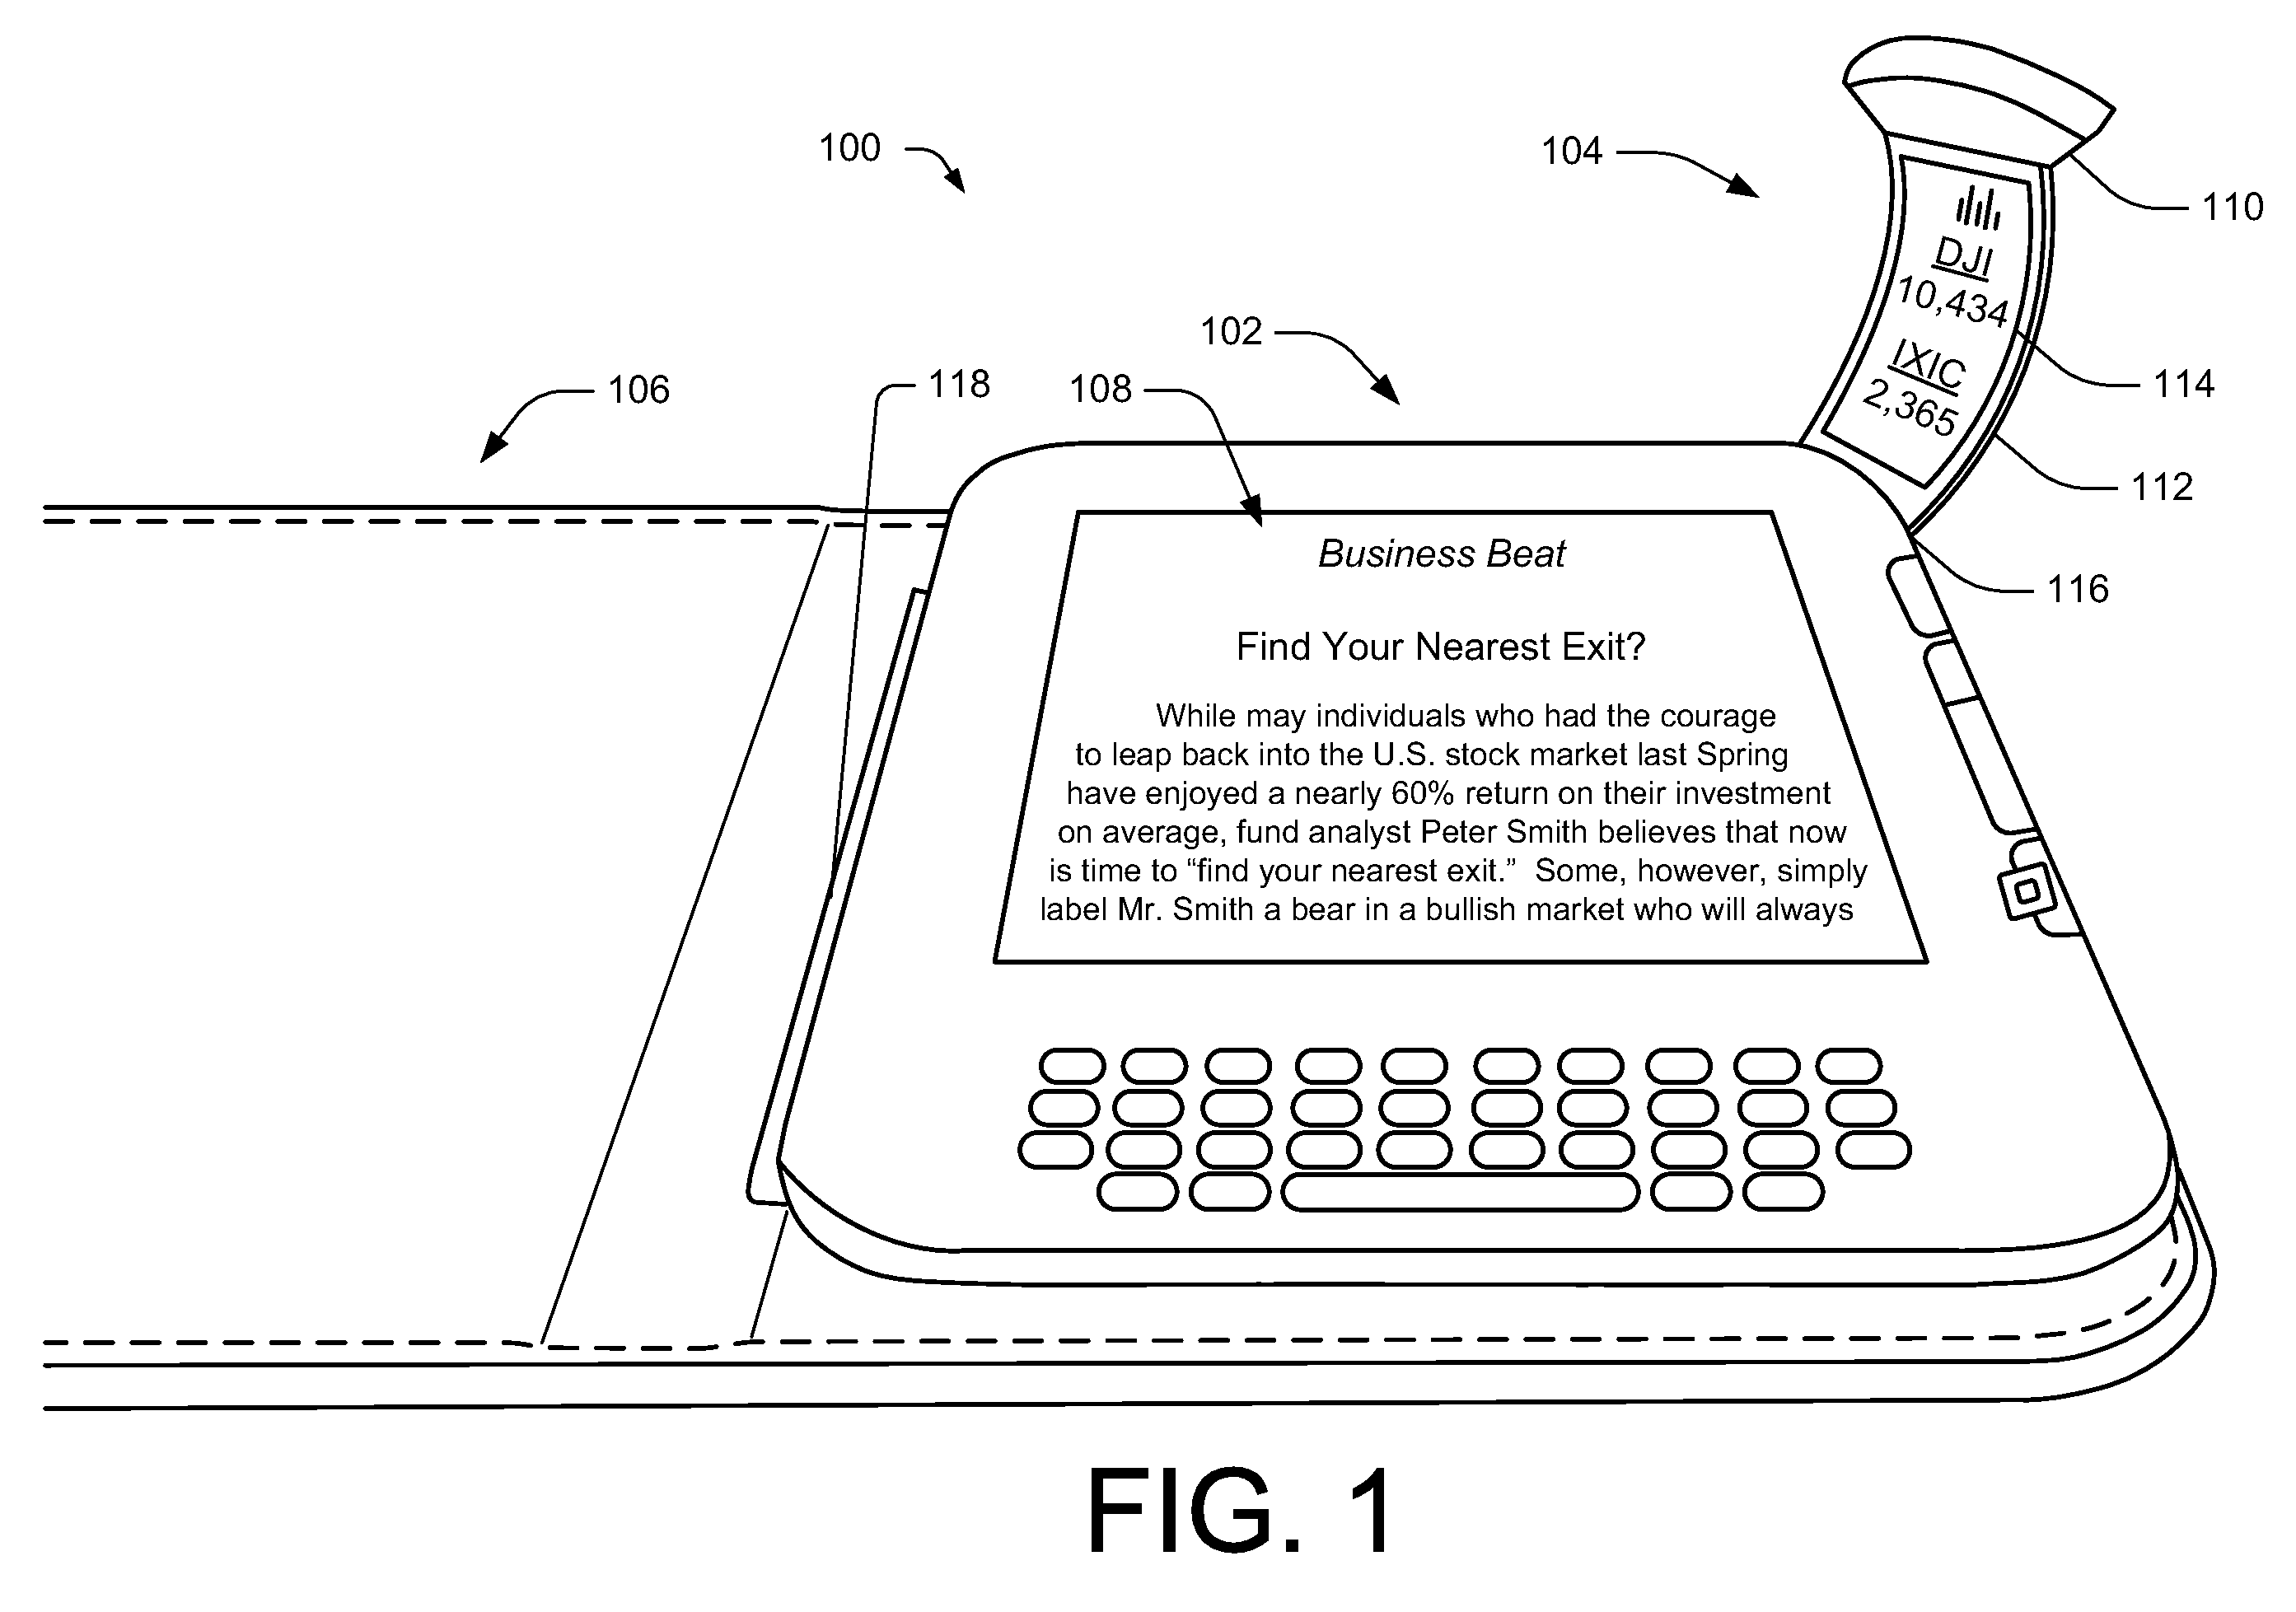 100
104
110
DJI
10,434
IXIC
2,365
102
114
106
118
108
112
116
Business Beat
Find Your Nearest Exit?
While may individuals who had the courage
to leap back into the U.S. stock market last Spring
have enjoyed a nearly 60% return on their investment
on average, fund analyst Peter Smith believes that now
is time to “find your nearest exit.” Some, however, simply
label Mr. Smith a bear in a bullish market who will always
FIG. 1